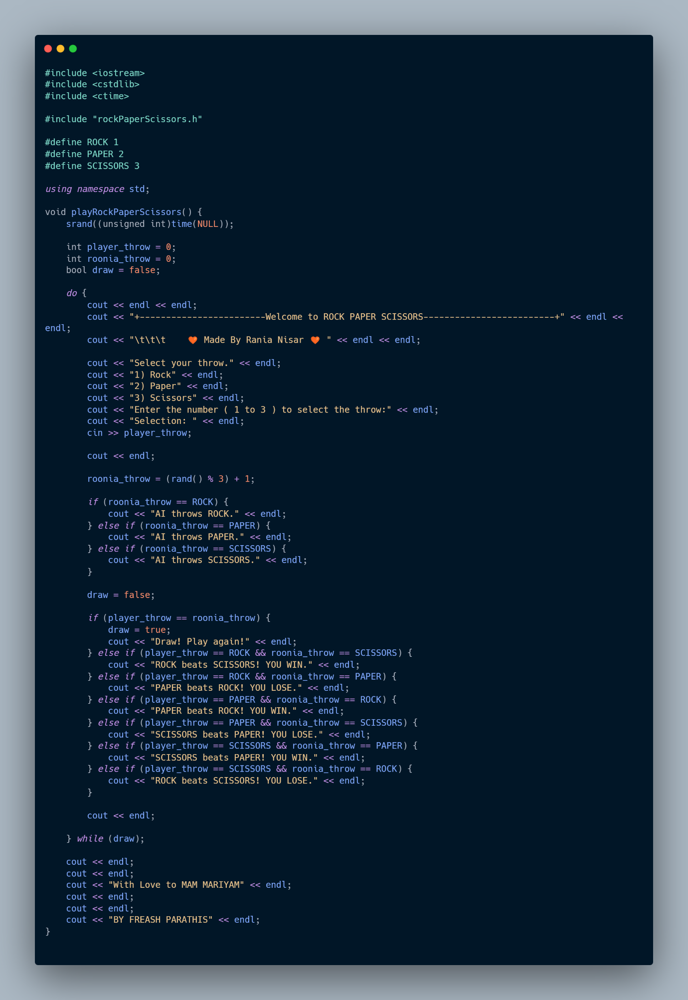 #include <iostream>
#include <cstdlib>
#include <ctime>

#include "rockPaperScissors.h"

#define ROCK 1
#define PAPER 2
#define SCISSORS 3

using namespace std;

void playRockPaperScissors() {
    srand((unsigned int)time(NULL));

    int player_throw = 0;
    int roonia_throw = 0;
    bool draw = false;

    do {
        cout << endl << endl;
        cout << "+------------------------Welcome to ROCK PAPER SCISSORS-------------------------+" << endl <<
endl;
        cout << "\t\t\t    ❤️ Made By Rania Nisar ❤️ " << endl << endl;

        cout << "Select your throw." << endl;
        cout << "1) Rock" << endl;
        cout << "2) Paper" << endl;
        cout << "3) Scissors" << endl;
        cout << "Enter the number ( 1 to 3 ) to select the throw:" << endl;
        cout << "Selection: " << endl;
        cin >> player_throw;

        cout << endl;

        roonia_throw = (rand() % 3) + 1;

        if (roonia_throw == ROCK) {
            cout << "AI throws ROCK." << endl;
        } else if (roonia_throw == PAPER) {
            cout << "AI throws PAPER." << endl;
        } else if (roonia_throw == SCISSORS) {
            cout << "AI throws SCISSORS." << endl;
        }

        draw = false;

        if (player_throw == roonia_throw) {
            draw = true;
            cout << "Draw! Play again!" << endl;
        } else if (player_throw == ROCK && roonia_throw == SCISSORS) {
            cout << "ROCK beats SCISSORS! YOU WIN." << endl;
        } else if (player_throw == ROCK && roonia_throw == PAPER) {
            cout << "PAPER beats ROCK! YOU LOSE." << endl;
        } else if (player_throw == PAPER && roonia_throw == ROCK) {
            cout << "PAPER beats ROCK! YOU WIN." << endl;
        } else if (player_throw == PAPER && roonia_throw == SCISSORS) {
            cout << "SCISSORS beats PAPER! YOU LOSE." << endl;
        } else if (player_throw == SCISSORS && roonia_throw == PAPER) {
            cout << "SCISSORS beats PAPER! YOU WIN." << endl;
        } else if (player_throw == SCISSORS && roonia_throw == ROCK) {
            cout << "ROCK beats SCISSORS! YOU LOSE." << endl;
        }

        cout << endl;

    } while (draw);

    cout << endl;
    cout << endl;
    cout << "With Love to MAM MARIYAM" << endl;
    cout << endl;
    cout << endl;
    cout << "BY FREASH PARATHIS" << endl;
}